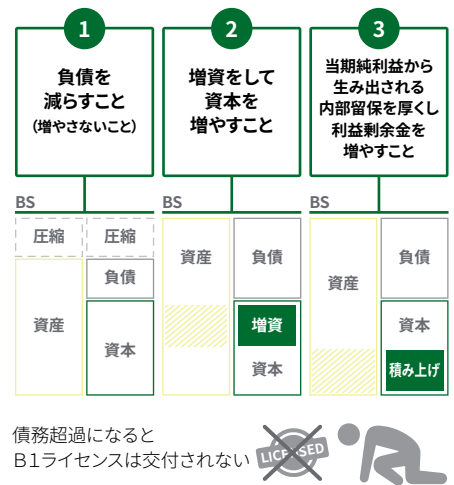 1
負債を
減らすこと
（増やさないこと）
BS
圧縮
圧縮
資産
負債
資本
2
増資をして
資本を
増やすこと
BS
資産
負債
増資
資本
3
当期純利益から
生み出される
内部留保を厚くし
利益剰余金を
増やすこと
BS
資産
負債
資本
積み上げ
債務超過になると
B1ライセンスは交付されない
LICENSED